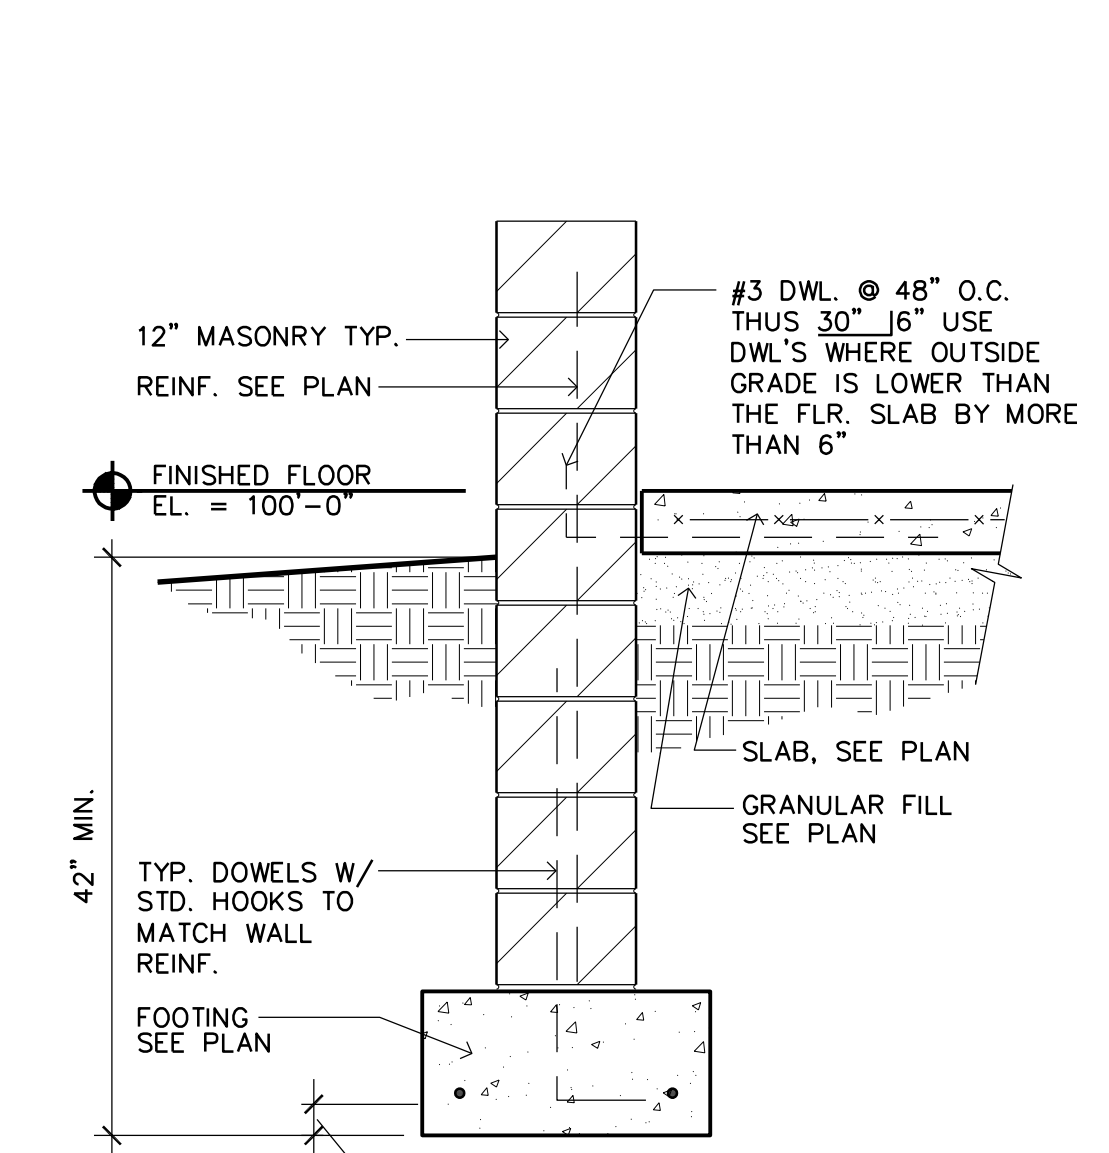 #3 DWL. @ 48” O.C.
THUS 30” 6” USE
DWL'S WHERE OUTSIDE
GRADE IS LOWER THAN
THE FLR. SLAB BY MORE
THAN 6”
12” MASONRY TYP.
REINF. SEE PLAN
FINISHED FLOOR
EL. = 100'-0”
SLAB, SEE PLAN
GRANULAR FILL
SEE PLAN
42” MIN.
TYP. DOWELS W/
STD. HOOKS TO
MATCH WALL
REINF.
FOOTING
SEE PLAN